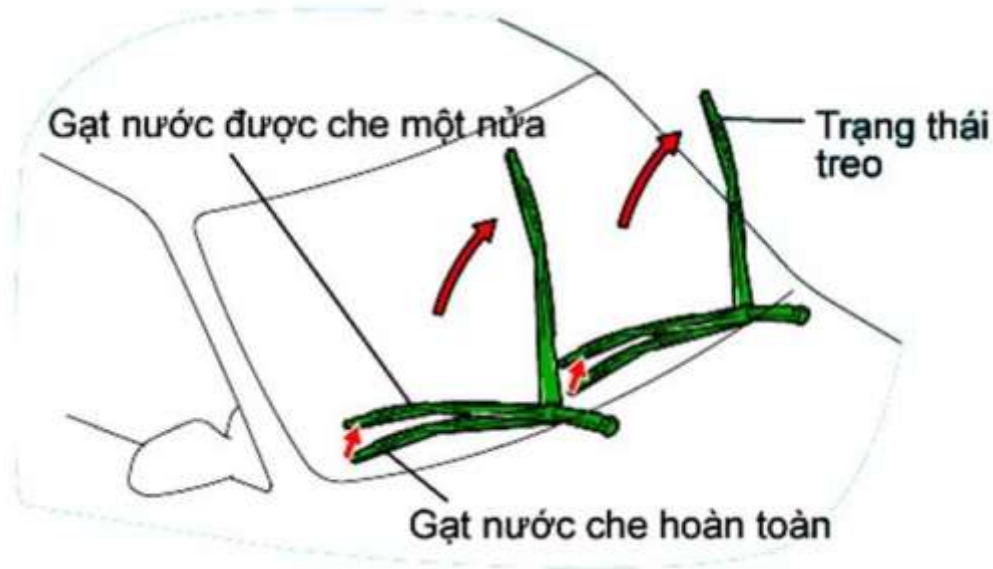 Gạt nước được che một nửa
Trạng thái
treo
Gạt nước che hoàn toàn